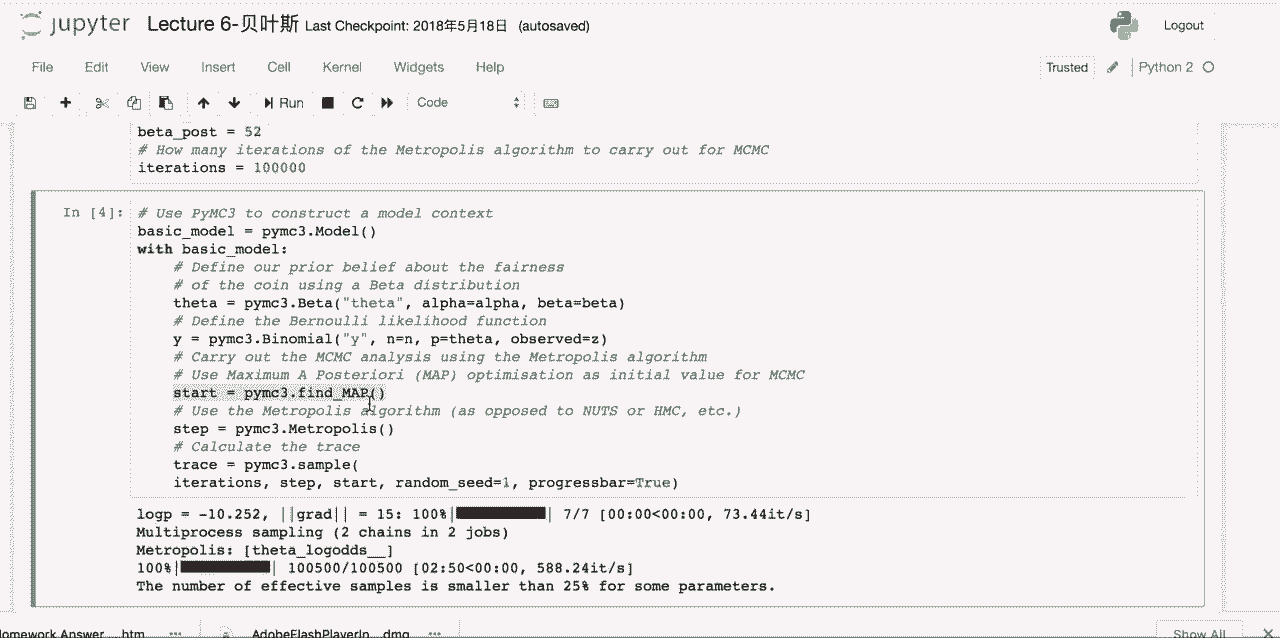 jupyter Lecture 6-贝叶斯 Last Checkpoint: 2018年5月18日 (autosaved) Logout
File Edit View Insert Cell Kernel Widgets Help Trusted Python 2
Run Code
beta_post = 52
# How many iterations of the Metropolis algorithm to carry out for MCMC
iterations = 100000
In [4]: # Use PyMC3 to construct a model context
basic_model = pymc3.Model()
with basic_model:
# Define our prior belief about the fairness
# of the coin using a Beta distribution
theta = pymc3.Beta("theta", alpha=alpha, beta=beta)
# Define the Bernoulli likelihood function
y = pymc3.Binomial("y", n=n, p=theta, observed=z)
# Carry out the MCMC analysis using the Metropolis algorithm
# Use Maximum A Posteriori (MAP) optimisation as initial value for MCMC
start = pymc3.find_MAP()
# Use the Metropolis algorithm (as opposed to NUTS or HMC, etc.)
step = pymc3.Metropolis()
# Calculate the trace
trace = pymc3.sample(
iterations, step, start, random_seed=1, progressbar=True)
logp = -10.252, ||grad|| = 15: 100%|██████████| 7/7 [00:00<00:00, 73.44it/s]
Multiprocess sampling (2 chains in 2 jobs)
Metropolis: [theta_logodds__]
100%|██████████| 100500/100500 [02:50<00:00, 588.24it/s]
The number of effective samples is smaller than 25% for some parameters.
omework Answer....htm ... AdobeFlashPlayerIn....dmg ... Show All